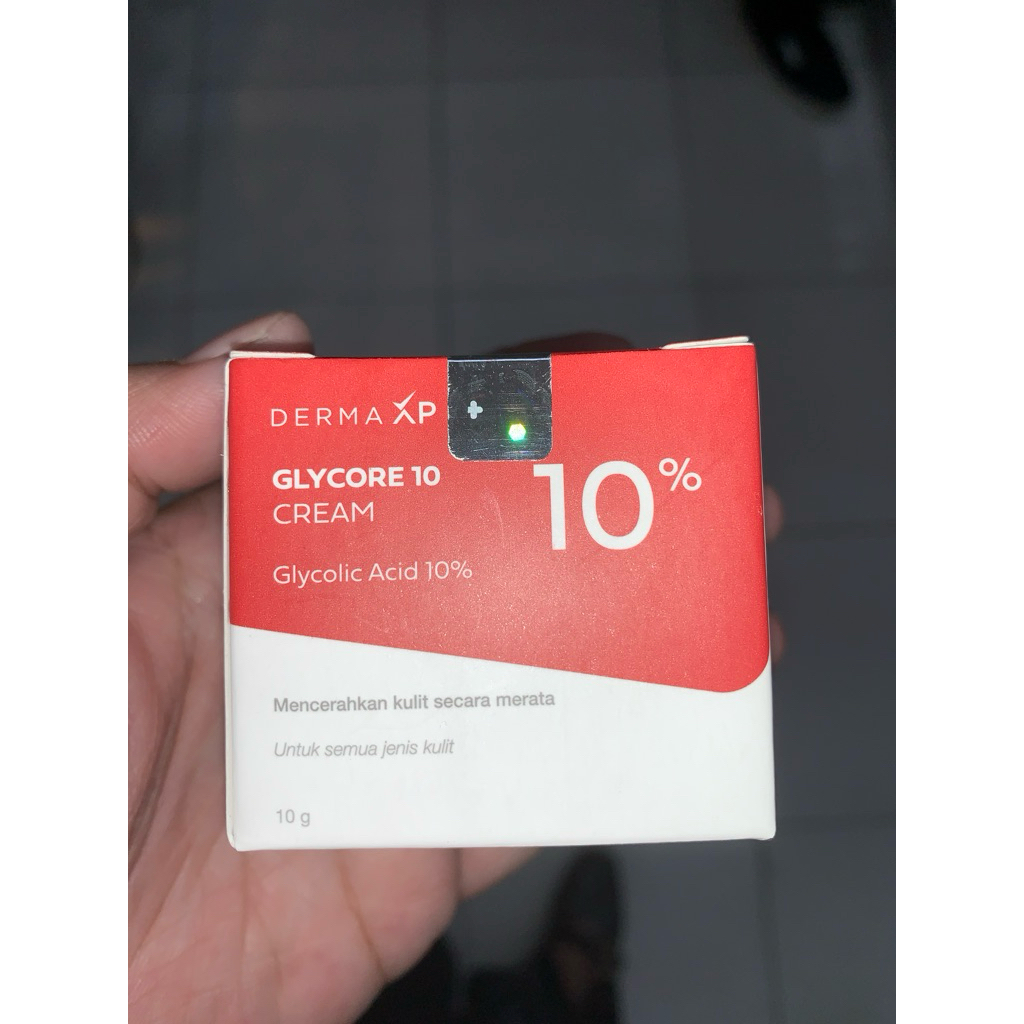 DERMA XP
GLYCORE 10
CREAM
10%
Glycolic Acid 10%
Mencerahkan kulit secara merata
Untuk semua jenis kulit
10 g